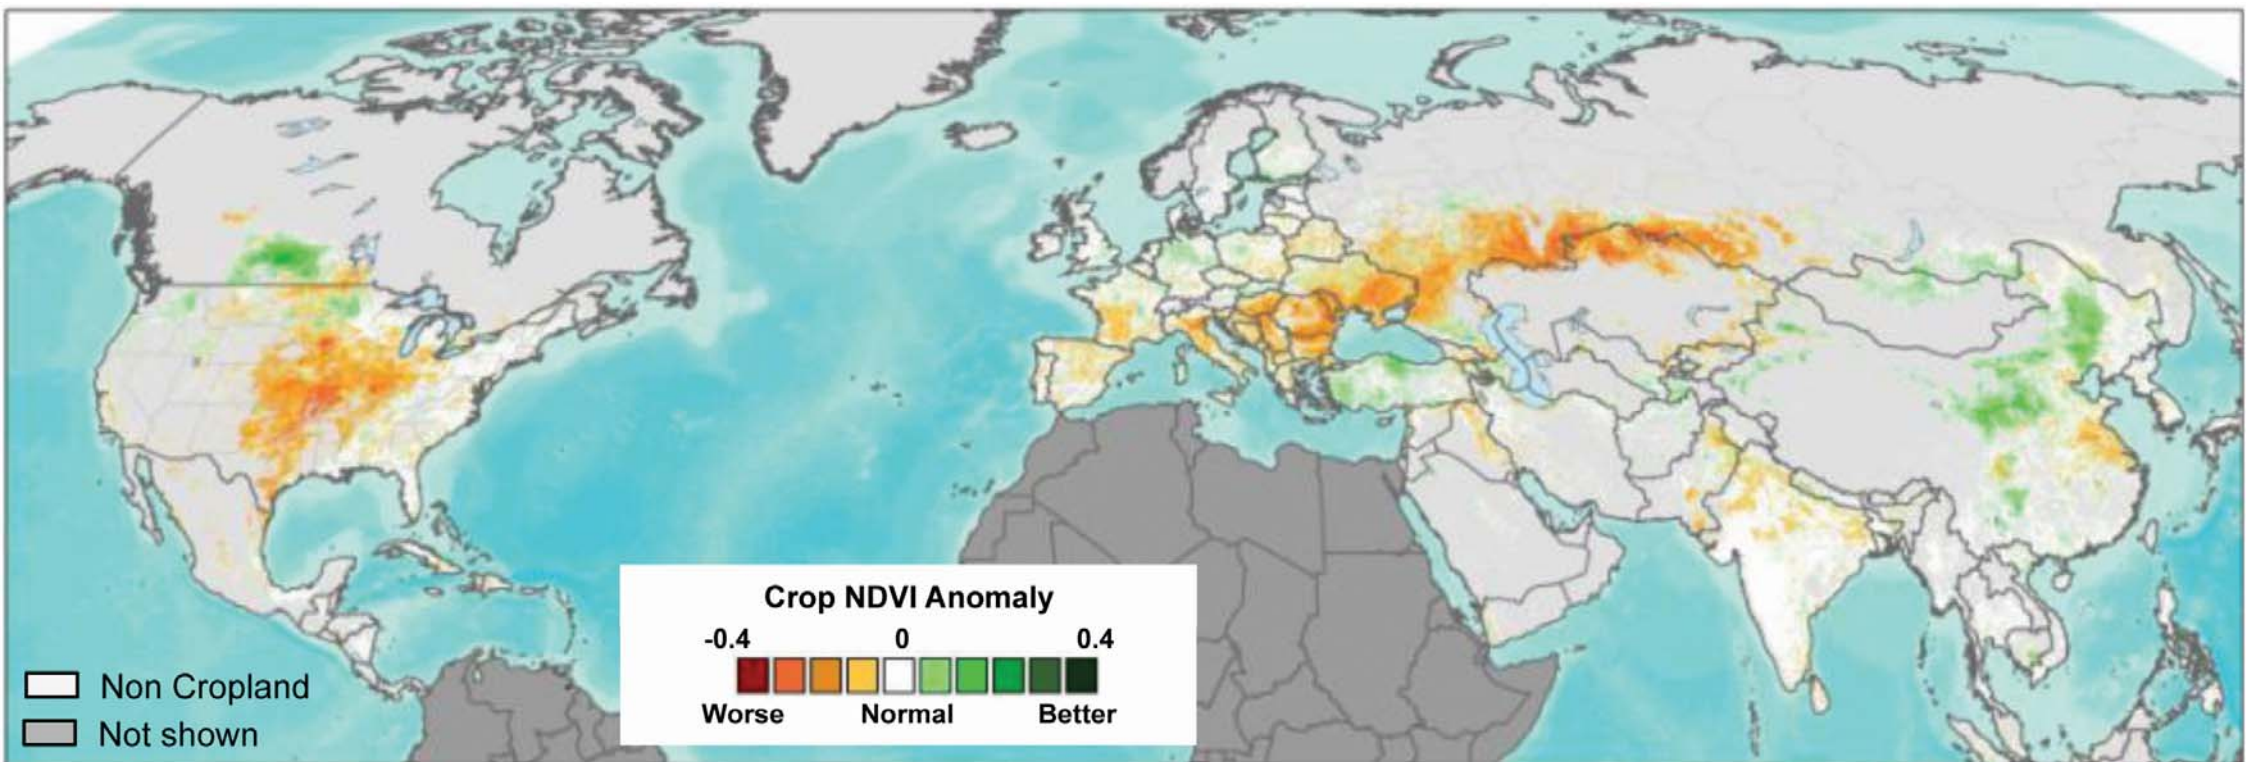 Crop NDVI Anomaly
-0.4 0 0.4
Worse Normal Better
Non Cropland
Not shown